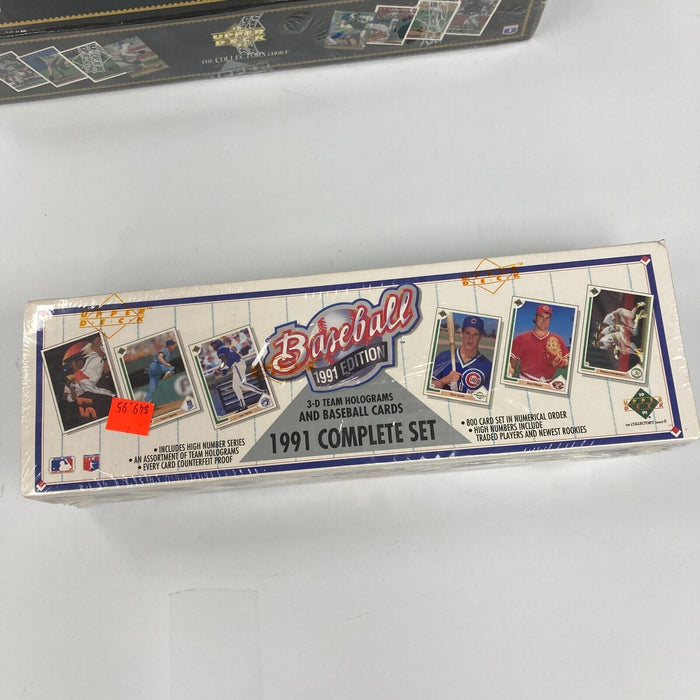 UPPER
DECK
THE COLLECTOR'S CHOICE
UPPER
DECK
UPPER
DECK
Baseball
1991 EDITION
3-D TEAM HOLOGRAMS
AND BASEBALL CARDS
1991 COMPLETE SET
• INCLUDES HIGH NUMBER SERIES
• AN ASSORTMENT OF TEAM HOLOGRAMS
• EVERY CARD COUNTERFEIT PROOF
• 800 CARD SET IN NUMERICAL ORDER
• HIGH NUMBERS INCLUDE
TRADED PLAYERS AND NEWEST ROOKIES
$49.95
57